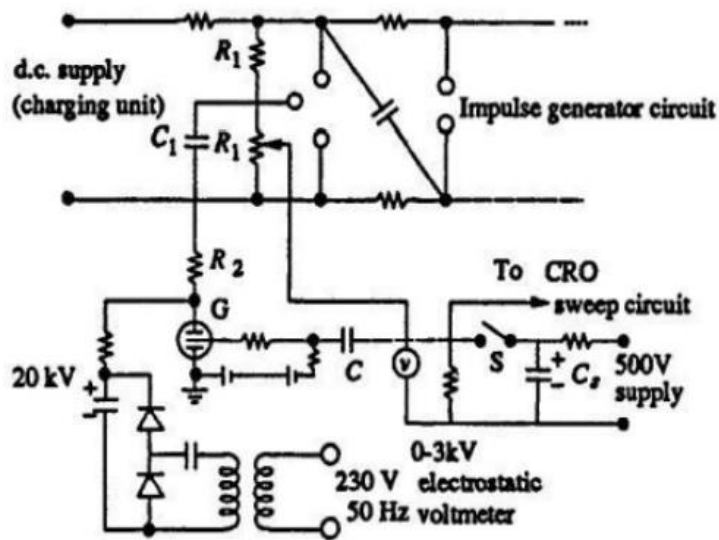 R1
d.c. supply
(charging unit)
Impulse generator circuit
C1
R1
R2
To CRO
sweep circuit
G
20 kV
+
-
C
v
S
+
-
Cs
500V
supply
0-3kV
230 V electrostatic
50 Hz voltmeter